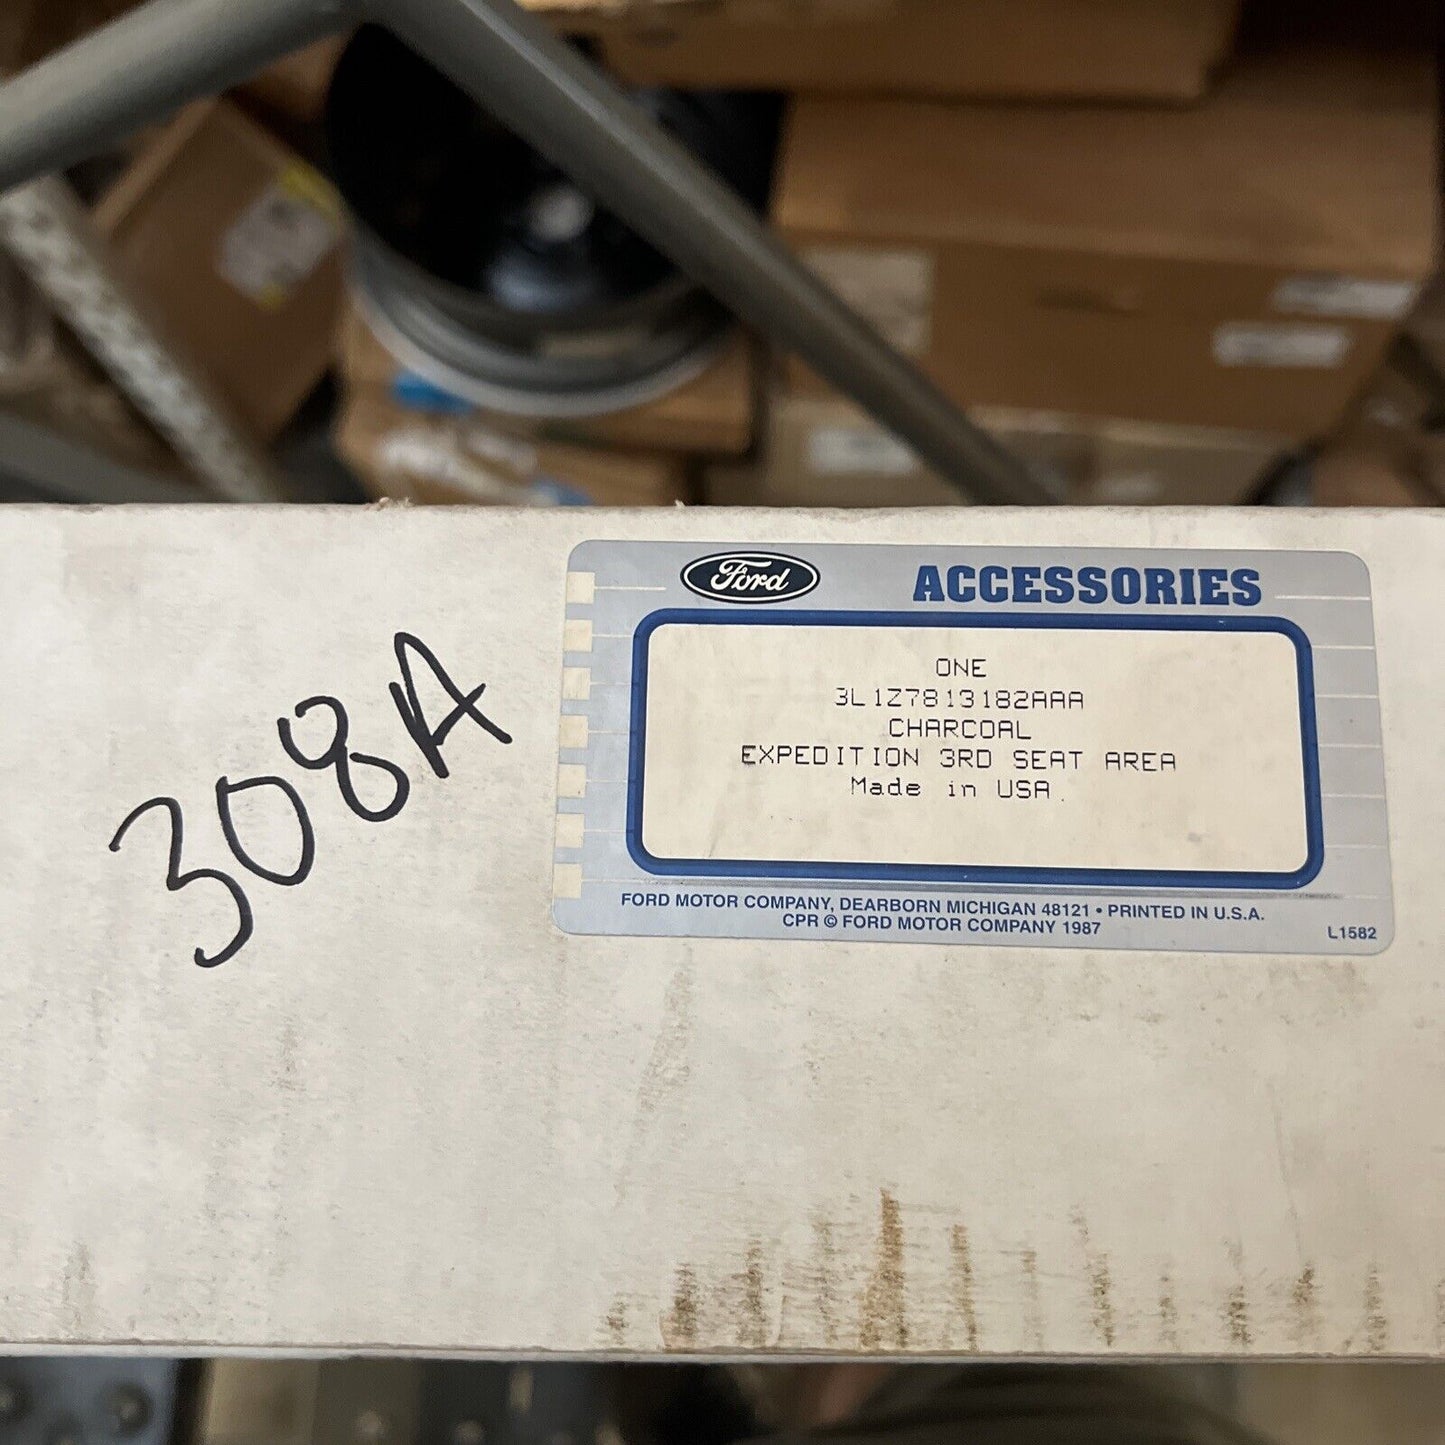 308A
Ford ACCESSORIES
ONE
3L1Z7813182AAA
CHARCOAL
EXPEDITION 3RD SEAT AREA
Made in USA.
FORD MOTOR COMPANY, DEARBORN MICHIGAN 48121 • PRINTED IN U.S.A.
CPR © FORD MOTOR COMPANY 1987
L1582